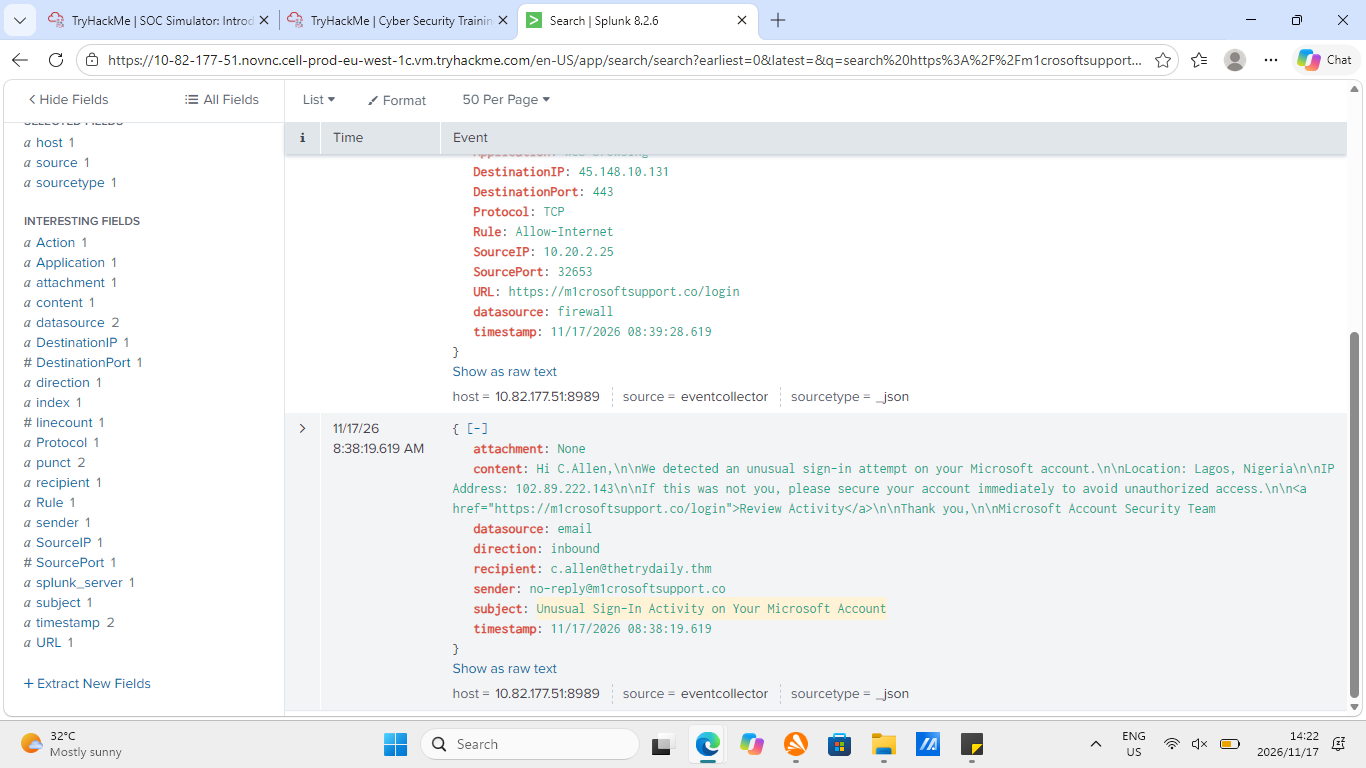 TryHackMe | SOC Simulator: Introd
TryHackMe | Cyber Security Trainin
Search | Splunk 8.2.6
https://10-82-177-51.novnc.cell-prod-eu-west-1c.vm.tryhackme.com/en-US/app/search/search?earliest=0&latest=&q=search%20https%3A%2F%2Fm1crosoftsupport...
Chat
Hide Fields
All Fields
List
Format
50 Per Page
SELECTED FIELDS
a host 1
a source 1
a sourcetype 1
INTERESTING FIELDS
a Action 1
a Application 1
a attachment 1
a content 1
a datasource 2
a DestinationIP 1
# DestinationPort 1
a direction 1
a index 1
# linecount 1
a Protocol 1
a punct 2
a recipient 1
a Rule 1
a sender 1
a SourceIP 1
# SourcePort 1
a splunk_server 1
a subject 1
a timestamp 2
a URL 1
+ Extract New Fields
i Time Event
Application: web-browsing
DestinationIP: 45.148.10.131
DestinationPort: 443
Protocol: TCP
Rule: Allow-Internet
SourceIP: 10.20.2.25
SourcePort: 32653
URL: https://m1crosoftsupport.co/login
datasource: firewall
timestamp: 11/17/2026 08:39:28.619
}
Show as raw text
host = 10.82.177.51:8989 source = eventcollector sourcetype = _json
11/17/26
8:38:19.619 AM
{ [-]
attachment: None
content: Hi C.Allen,\n\nWe detected an unusual sign-in attempt on your Microsoft account.\n\nLocation: Lagos, Nigeria\n\nIP
Address: 102.89.222.143\n\nIf this was not you, please secure your account immediately to avoid unauthorized access.\n\n<a
href="https://m1crosoftsupport.co/login">Review Activity</a>\n\nThank you,\n\nMicrosoft Account Security Team
datasource: email
direction: inbound
recipient: c.allen@thetrydaily.thm
sender: no-reply@m1crosoftsupport.co
subject: Unusual Sign-In Activity on Your Microsoft Account
timestamp: 11/17/2026 08:38:19.619
}
Show as raw text
host = 10.82.177.51:8989 source = eventcollector sourcetype = _json
32°C
Mostly sunny
Search
ENG
US
14:22
2026/11/17